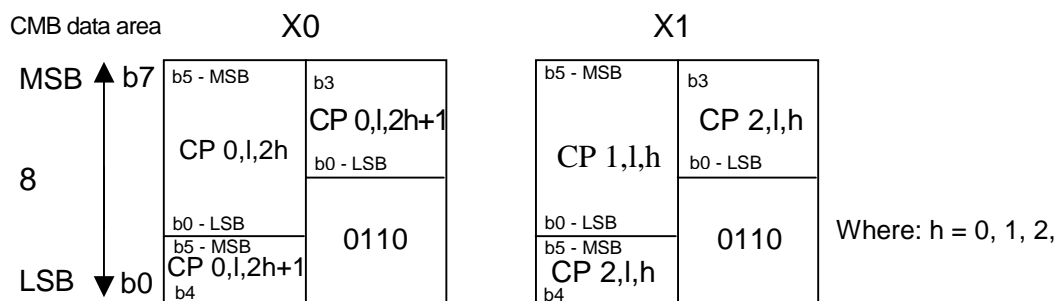 CMB data area X0 X1
MSB b7 b5 - MSB b3 b5 - MSB b3
CP 0,l,2h CP 0,l,2h+1 CP 1,l,h CP 2,l,h
8 b0 - LSB b0 - LSB
b0 - LSB b0 - LSB
b5 - MSB 0110 b5 - MSB 0110 Where: h = 0, 1, 2,
LSB b0 CP 0,l,2h+1 CP 2,l,h
b4 b4